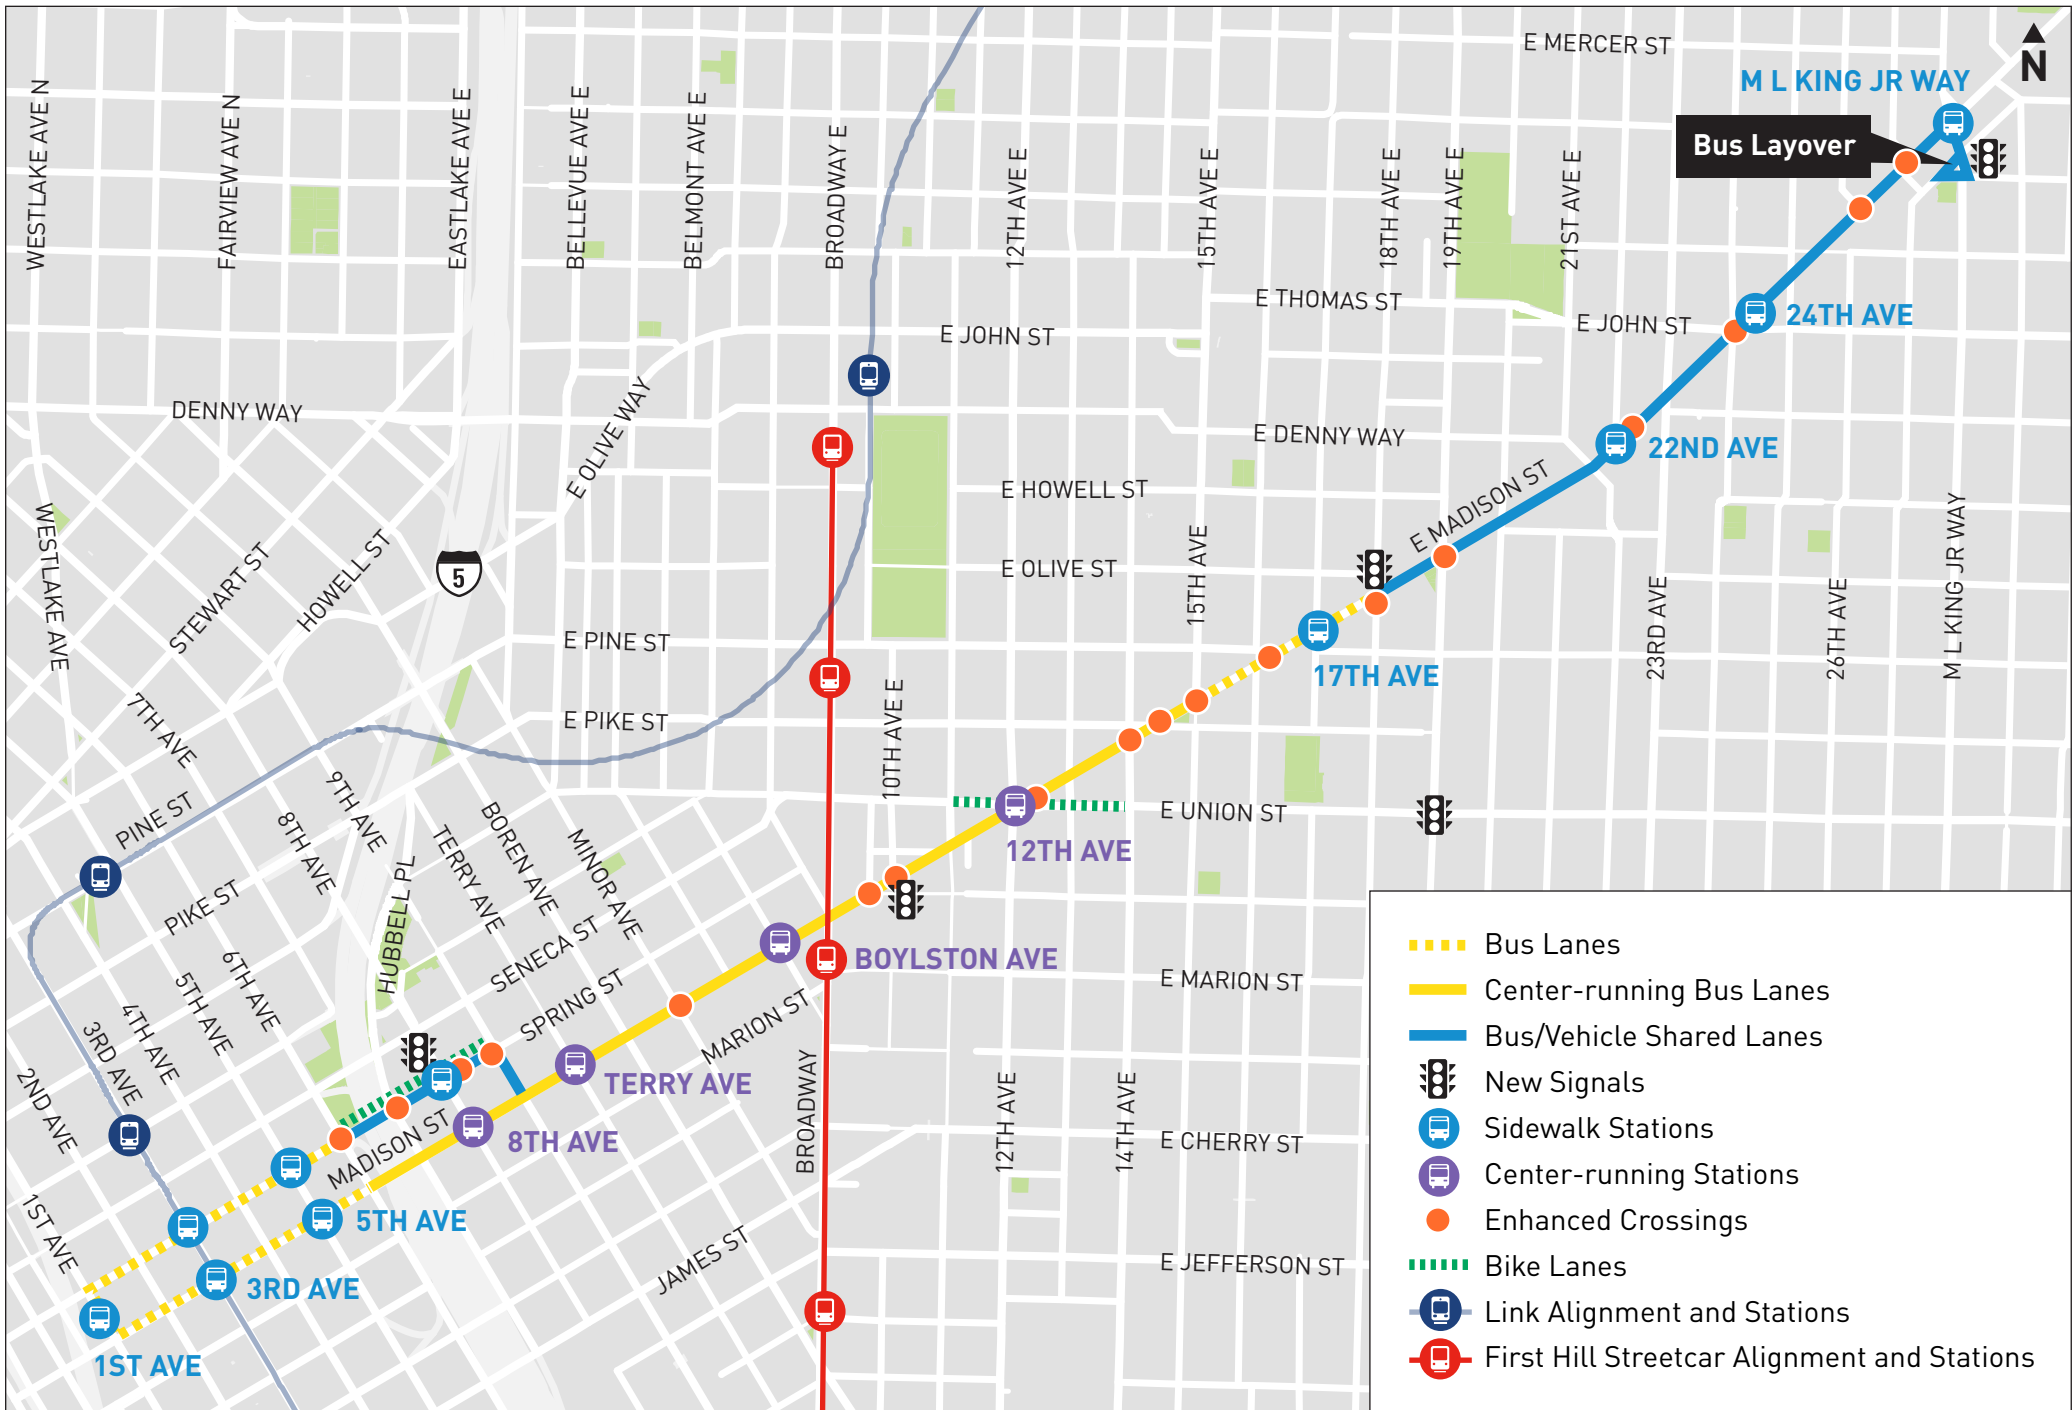 E MERCER ST
N
M L KING JR WAY
Bus Layover
WESTLAKE AVE N
FAIRVIEW AVE N
EASTLAKE AVE E
BELLEVUE AVE E
BELMONT AVE E
BROADWAY E
12TH AVE E
15TH AVE E
18TH AVE E
19TH AVE E
21ST AVE E
E THOMAS ST
E JOHN ST
E JOHN ST
24TH AVE
DENNY WAY
E OLIVE WAY
E DENNY WAY
22ND AVE
E HOWELL ST
E MADISON ST
WESTLAKE AVE
STEWART ST
HOWELL ST
5
E OLIVE ST
15TH AVE
23RD AVE
26TH AVE
M L KING JR WAY
E PINE ST
17TH AVE
7TH AVE
E PIKE ST
10TH AVE E
PINE ST
9TH AVE
8TH AVE
TERRY AVE
BOREN AVE
MINOR AVE
E UNION ST
12TH AVE
PIKE ST
HUBBELL PL
6TH AVE
5TH AVE
4TH AVE
3RD AVE
2ND AVE
1ST AVE
SENECA ST
SPRING ST
BOYLSTON AVE
E MARION ST
MARION ST
TERRY AVE
MADISON ST
8TH AVE
BROADWAY
12TH AVE
14TH AVE
E CHERRY ST
5TH AVE
JAMES ST
E JEFFERSON ST
3RD AVE
1ST AVE
Bus Lanes
Center-running Bus Lanes
Bus/Vehicle Shared Lanes
New Signals
Sidewalk Stations
Center-running Stations
Enhanced Crossings
Bike Lanes
Link Alignment and Stations
First Hill Streetcar Alignment and Stations